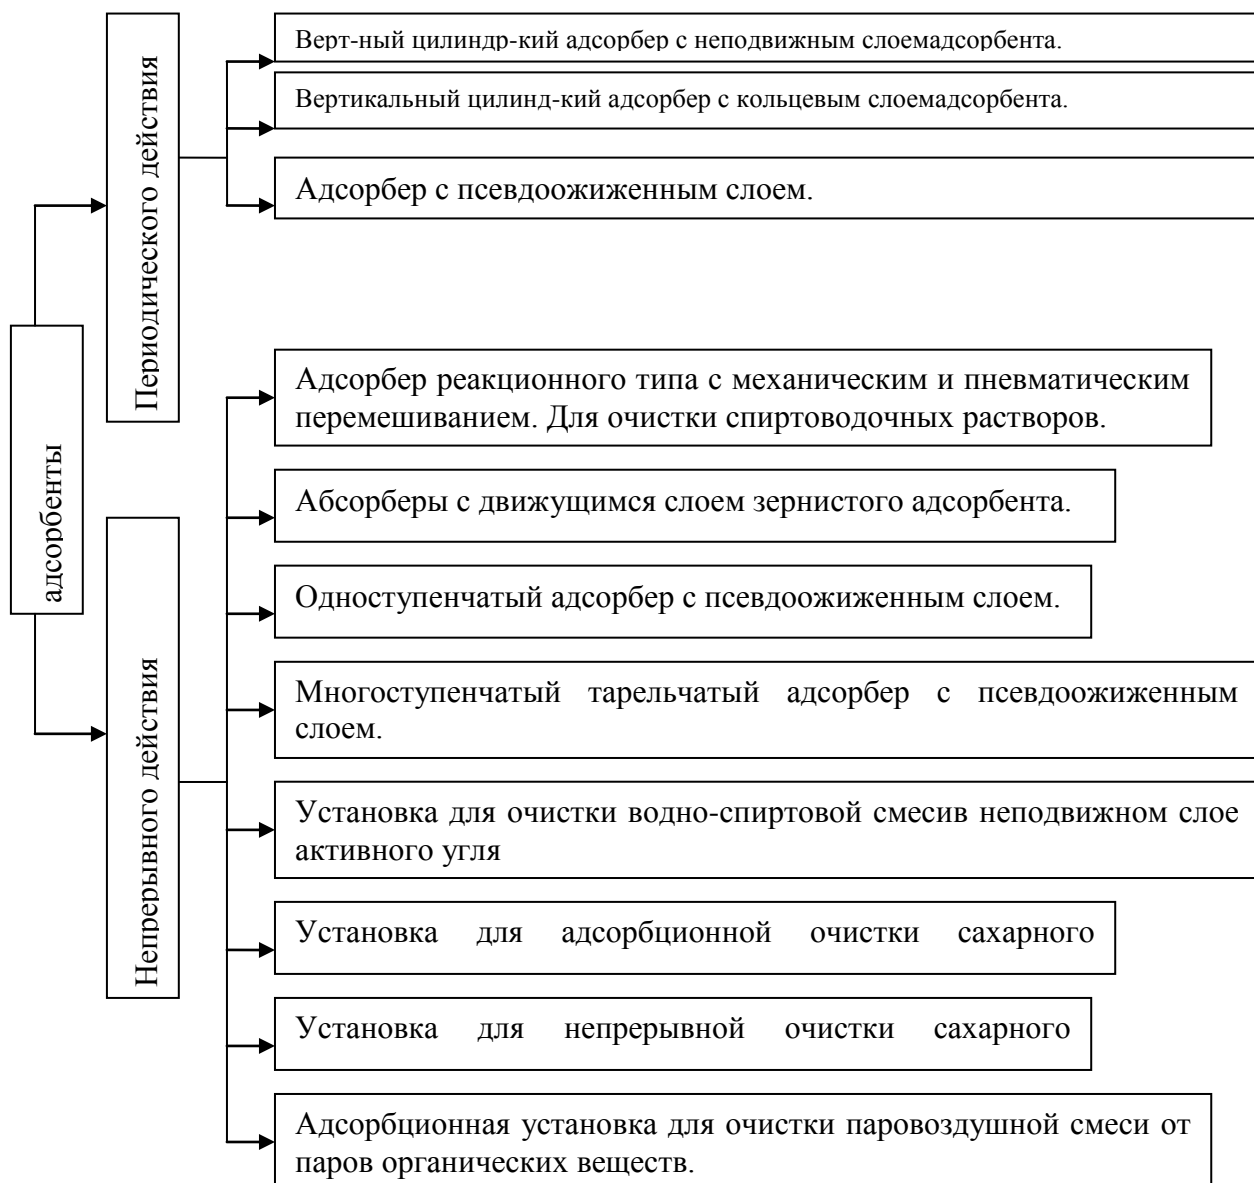 адсорбенты
Периодического действия
Верт-ный цилиндр-кий адсорбер с неподвижным слоемадсорбента.
Вертикальный цилинд-кий адсорбер с кольцевым слоемадсорбента.
Адсорбер с псевдоожиженным слоем.
Непрерывного действия
Адсорбер реакционного типа с механическим и пневматическим
перемешиванием. Для очистки спиртоводочных растворов.
Абсорберы с движущимся слоем зернистого адсорбента.
Одноступенчатый адсорбер с псевдоожиженным слоем.
Многоступенчатый тарельчатый адсорбер с псевдоожиженным
слоем.
Установка для очистки водно-спиртовой смесив неподвижном слое
активного угля
Установка для адсорбционной очистки сахарного
Установка для непрерывной очистки сахарного
Адсорбционная установка для очистки паровоздушной смеси от
паров органических веществ.